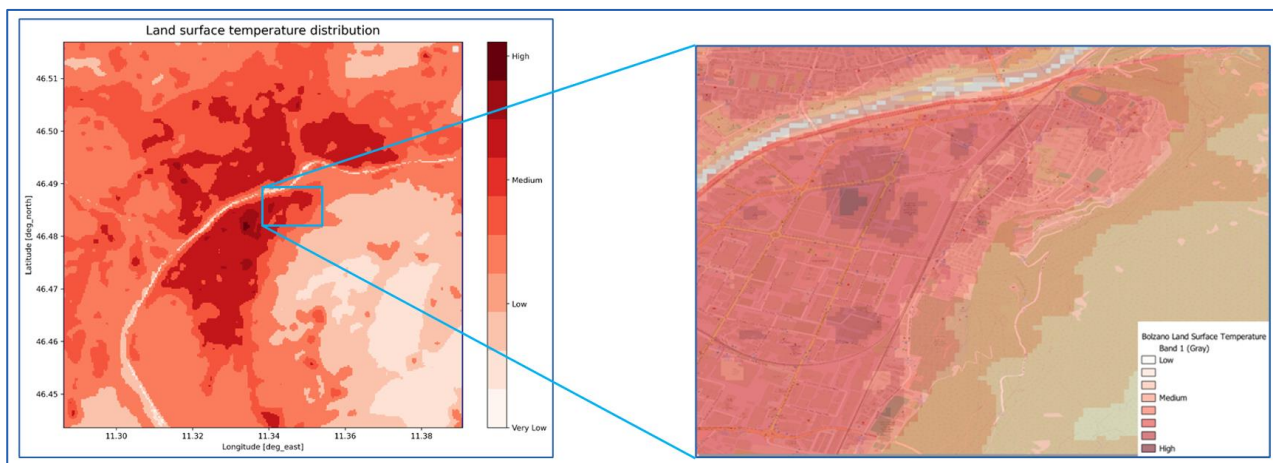 Land surface temperature distribution
High
46.51
46.50
46.49
Medium
46.48
46.47
Low
46.46
46.45
Very Low
Latitude [deg_north]
11.30
11.32
11.34
11.36
11.38
Longitude [deg_east]
Bolzano Land Surface Temperature
Band 1 (Gray)
Low
Medium
High